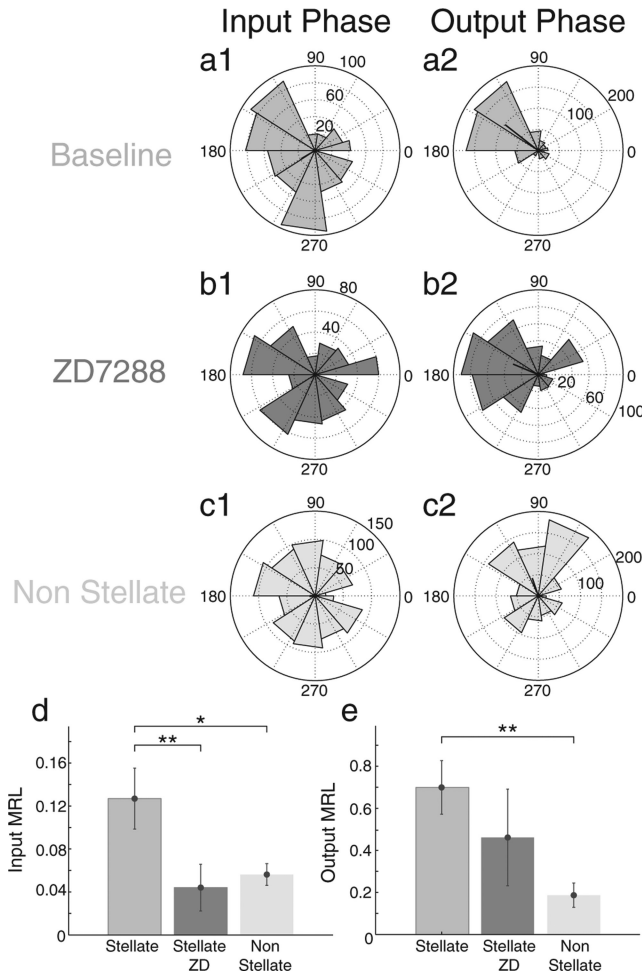 Input Phase Output Phase
a1 90 100 60 20 180 0 270
a2 90 200 100 180 0 270
Baseline
b1 90 80 40 180 0 270
b2 90 20 60 100 180 0 270
ZD7288
c1 90 150 100 50 180 0 270
c2 90 200 100 180 0 270
Non Stellate
d
* 
**
0.16
0.12
0.08
0.04
0
Input MRL
Stellate Stellate Non
ZD Stellate
e
**
0.8
0.6
0.4
0.2
0
Output MRL
Stellate Stellate Non
ZD Stellate